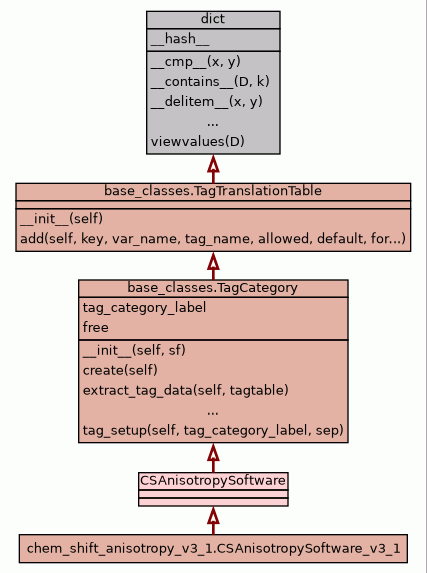 dict
__hash__
__cmp__(x, y)
__contains__(D, k)
__delitem__(x, y)
...
viewvalues(D)
base_classes.TagTranslationTable
__init__(self)
add(self, key, var_name, tag_name, allowed, default, for...)
base_classes.TagCategory
tag_category_label
free
__init__(self, sf)
create(self)
extract_tag_data(self, tagtable)
...
tag_setup(self, tag_category_label, sep)
CSAnisotropySoftware
chem_shift_anisotropy_v3_1.CSAnisotropySoftware_v3_1